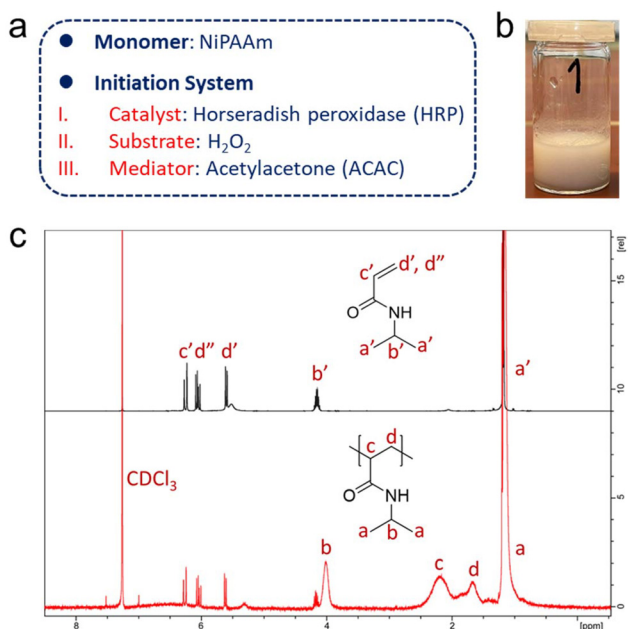 a
● Monomer: NiPAAm
● Initiation System
I. Catalyst: Horseradish peroxidase (HRP)
II. Substrate: H₂O₂
III. Mediator: Acetylacetone (ACAC)
b
1
c
[rel]
c' d', d"
O NH
a' b' a'
c' d" d' b' a'
15
10
c d
CDCl₃
O NH
a b a
b c d a
5
0
8 6 4 2 [ppm]